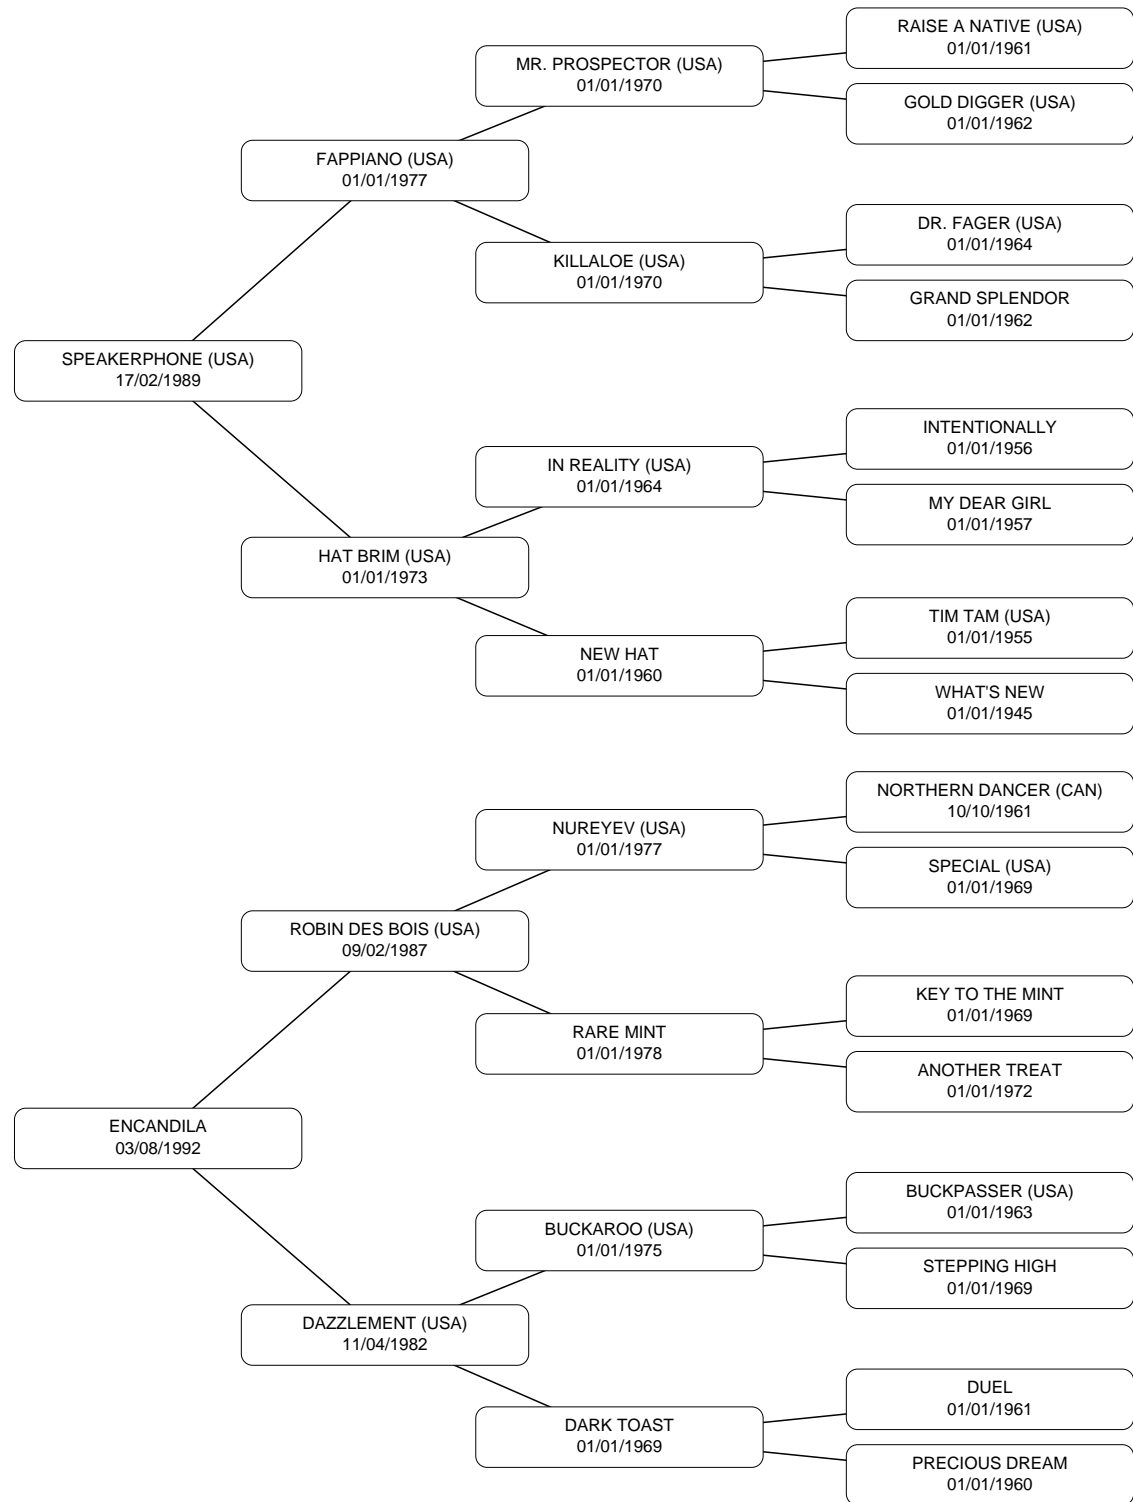 RAISE A NATIVE (USA)
01/01/1961
MR. PROSPECTOR (USA)
01/01/1970
GOLD DIGGER (USA)
01/01/1962
FAPPIANO (USA)
01/01/1977
DR. FAGER (USA)
01/01/1964
KILLALOE (USA)
01/01/1970
GRAND SPLENDOR
01/01/1962
SPEAKERPHONE (USA)
17/02/1989
INTENTIONALLY
01/01/1956
IN REALITY (USA)
01/01/1964
MY DEAR GIRL
01/01/1957
HAT BRIM (USA)
01/01/1973
TIM TAM (USA)
01/01/1955
NEW HAT
01/01/1960
WHAT'S NEW
01/01/1945
NORTHERN DANCER (CAN)
10/10/1961
NUREYEV (USA)
01/01/1977
SPECIAL (USA)
01/01/1969
ROBIN DES BOIS (USA)
09/02/1987
KEY TO THE MINT
01/01/1969
RARE MINT
01/01/1978
ANOTHER TREAT
01/01/1972
ENCANDILA
03/08/1992
BUCKPASSER (USA)
01/01/1963
BUCKAROO (USA)
01/01/1975
STEPPING HIGH
01/01/1969
DAZZLEMENT (USA)
11/04/1982
DUEL
01/01/1961
DARK TOAST
01/01/1969
PRECIOUS DREAM
01/01/1960